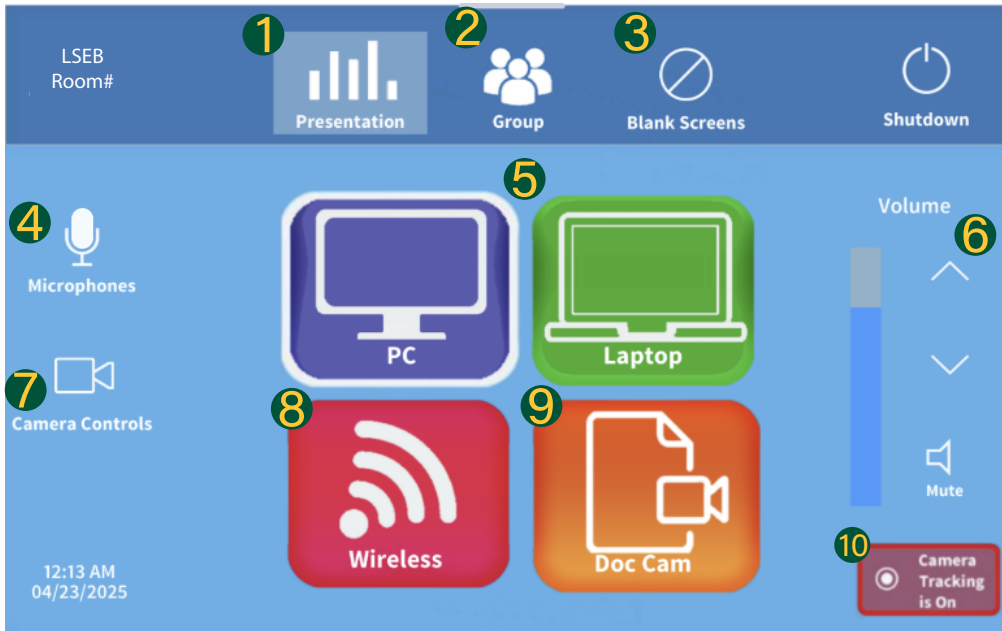 LSEB
Room#
1
Presentation
2
Group
3
Blank Screens
Shutdown
4
Microphones
5
PC
Laptop
Volume
6
7
Camera Controls
8
Wireless
9
Doc Cam
Mute
10
Camera
Tracking
is On
12:13 AM
04/23/2025